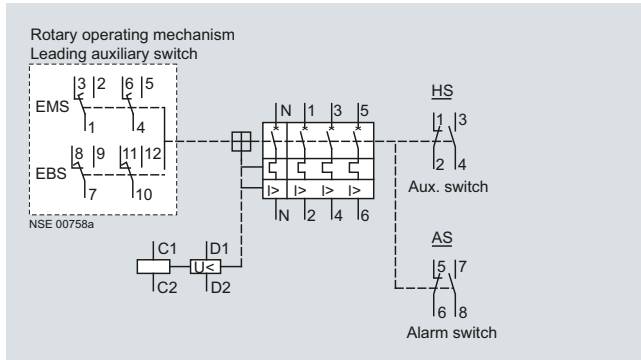 Rotary operating mechanism
Leading auxiliary switch
3 2 6 5
EMS
1 4
8 9 11 12
EBS
7 10
NSE 00758a
N 1 3 5
I> I> I> I>
N 2 4 6
C1 D1
U<
C2 D2
HS
1 3
2 4
Aux. switch
AS
5 7
6 8
Alarm switch